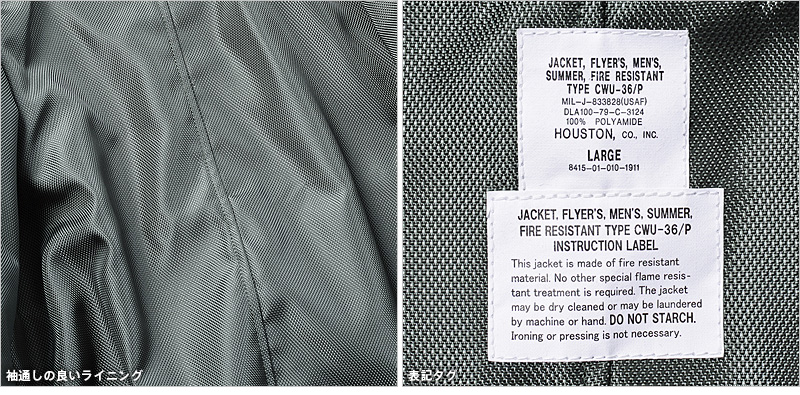 JACKET, FLYER'S, MEN'S,
SUMMER, FIRE RESISTANT
TYPE CWU-36/P
MIL-J-833828(USAF)
DLA100-79-C-3124
100% POLYAMIDE
HOUSTON, CO., INC.
LARGE
8415-01-010-1911
JACKET, FLYER'S, MEN'S, SUMMER,
FIRE RESISTANT TYPE CWU-36/P
INSTRUCTION LABEL
This jacket is made of fire resistant
material. No other special flame resis-
tant treatment is required. The jacket
may be dry cleaned or may be laundered
by machine or hand. DO NOT STARCH.
Ironing or pressing is not necessary.
袖通しの良いライニング
表記タグ